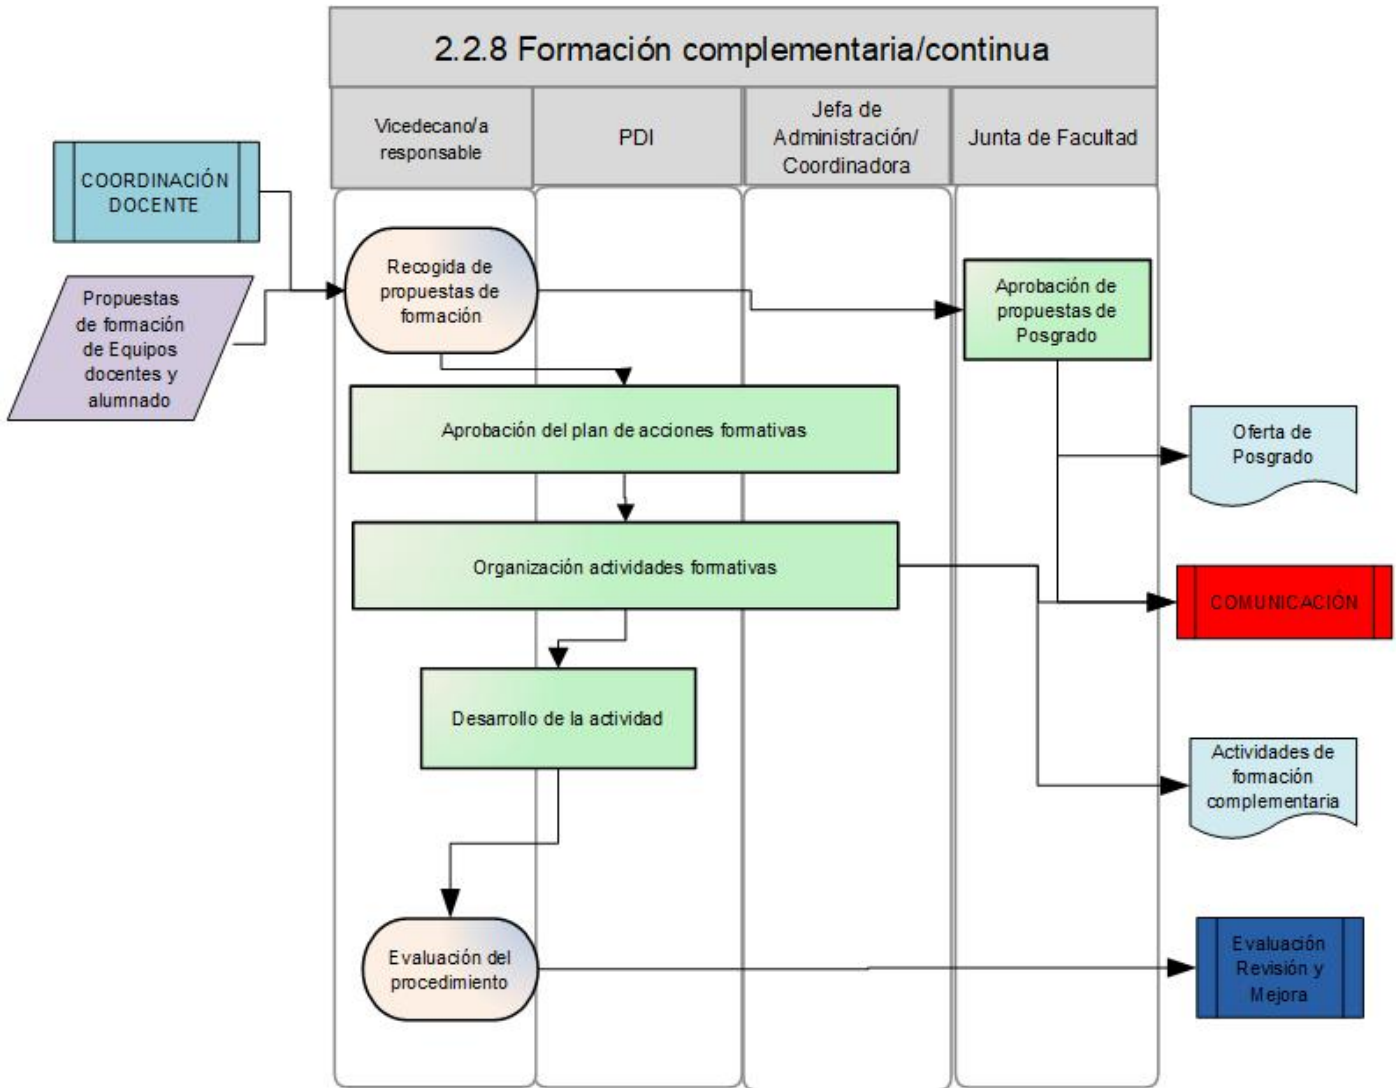 2.2.8 Formación complementaria/continua
Vicedecano/a
responsable
PDI
Jefa de
Administración/
Coordinadora
Junta de Facultad
COORDINACIÓN
DOCENTE
Propuestas
de formación
de Equipos
docentes y
alumnado
Recogida de
propuestas de
formación
Aprobación de
propuestas de
Posgrado
Aprobación del plan de acciones formativas
Oferta de
Posgrado
Organización actividades formativas
COMUNICACIÓN
Desarrollo de la actividad
Actividades de
formación
complementaria
Evaluación del
procedimiento
Evaluación
Revisión y
Mejora